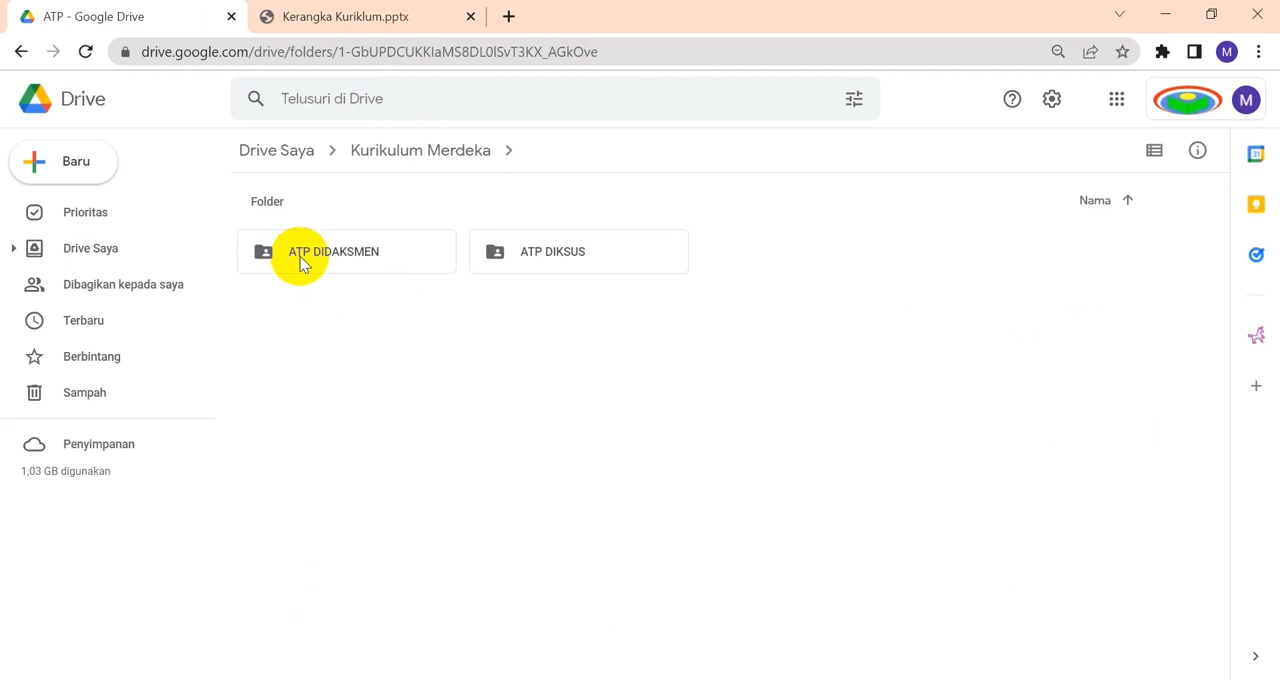 ATP - Google Drive
Kerangka Kuriklum.pptx
drive.google.com/drive/folders/1-GbUPDCUKKIaMS8DL0lSvT3KX_AGkOve
M
Drive
Telusuri di Drive
M
Baru
Drive Saya
Kurikulum Merdeka
Prioritas
Folder
Nama
31
Drive Saya
ATP DIDAKSMEN
ATP DIKSUS
Dibagikan kepada saya
Terbaru
Berbintang
Sampah
Penyimpanan
1,03 GB digunakan